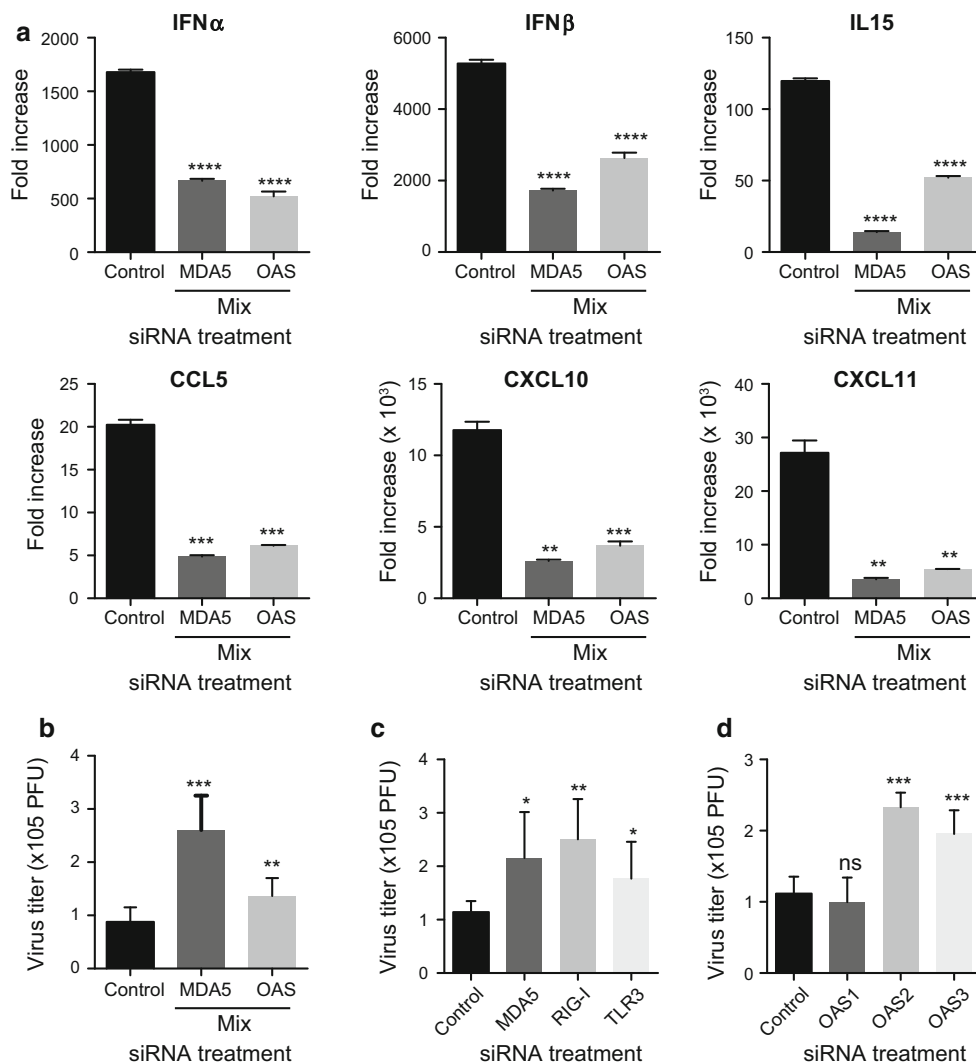 a
IFNα
Fold increase
2000
1500
1000
500
0
****
****
Control
MDA5
OAS
Mix
siRNA treatment
IFNβ
Fold increase
6000
4000
2000
0
****
****
Control
MDA5
OAS
Mix
siRNA treatment
IL15
Fold increase
150
100
50
0
****
****
Control
MDA5
OAS
Mix
siRNA treatment
CCL5
Fold increase
25
20
15
10
5
0
***
***
Control
MDA5
OAS
Mix
siRNA treatment
CXCL10
Fold increase (x 10³)
15
10
5
0
**
***
Control
MDA5
OAS
Mix
siRNA treatment
CXCL11
Fold increase (x 10³)
40
30
20
10
0
**
**
Control
MDA5
OAS
Mix
siRNA treatment
b
Virus titer (x105 PFU)
4
3
2
1
0
***
**
Control
MDA5
OAS
Mix
siRNA treatment
c
Virus titer (x105 PFU)
4
3
2
1
0
*
**
*
Control
MDA5
RIG-I
TLR3
siRNA treatment
d
Virus titer (x105 PFU)
3
2
1
0
ns
***
***
Control
OAS1
OAS2
OAS3
siRNA treatment